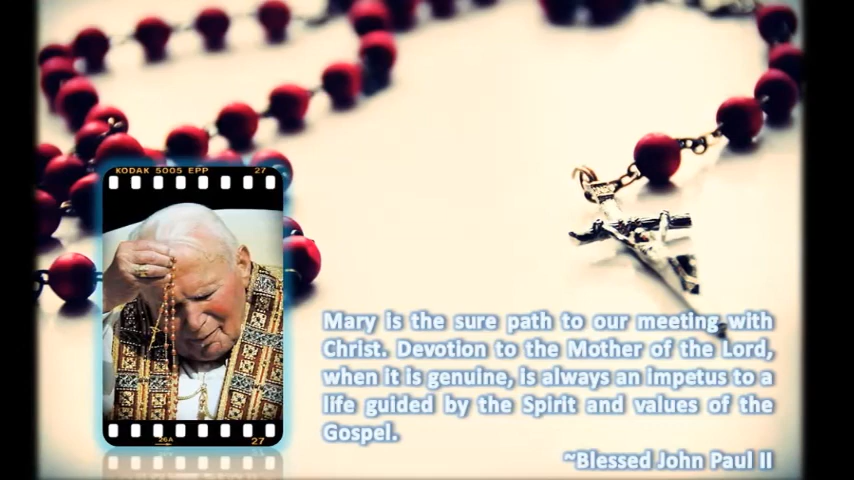 KODAK 5005 EPP 27
Mary is the sure path to our meeting with
Christ. Devotion to the Mother of the Lord,
when it is genuine, is always an impetus to a
life guided by the Spirit and values of the
Gospel.
~Blessed John Paul II
26A 27